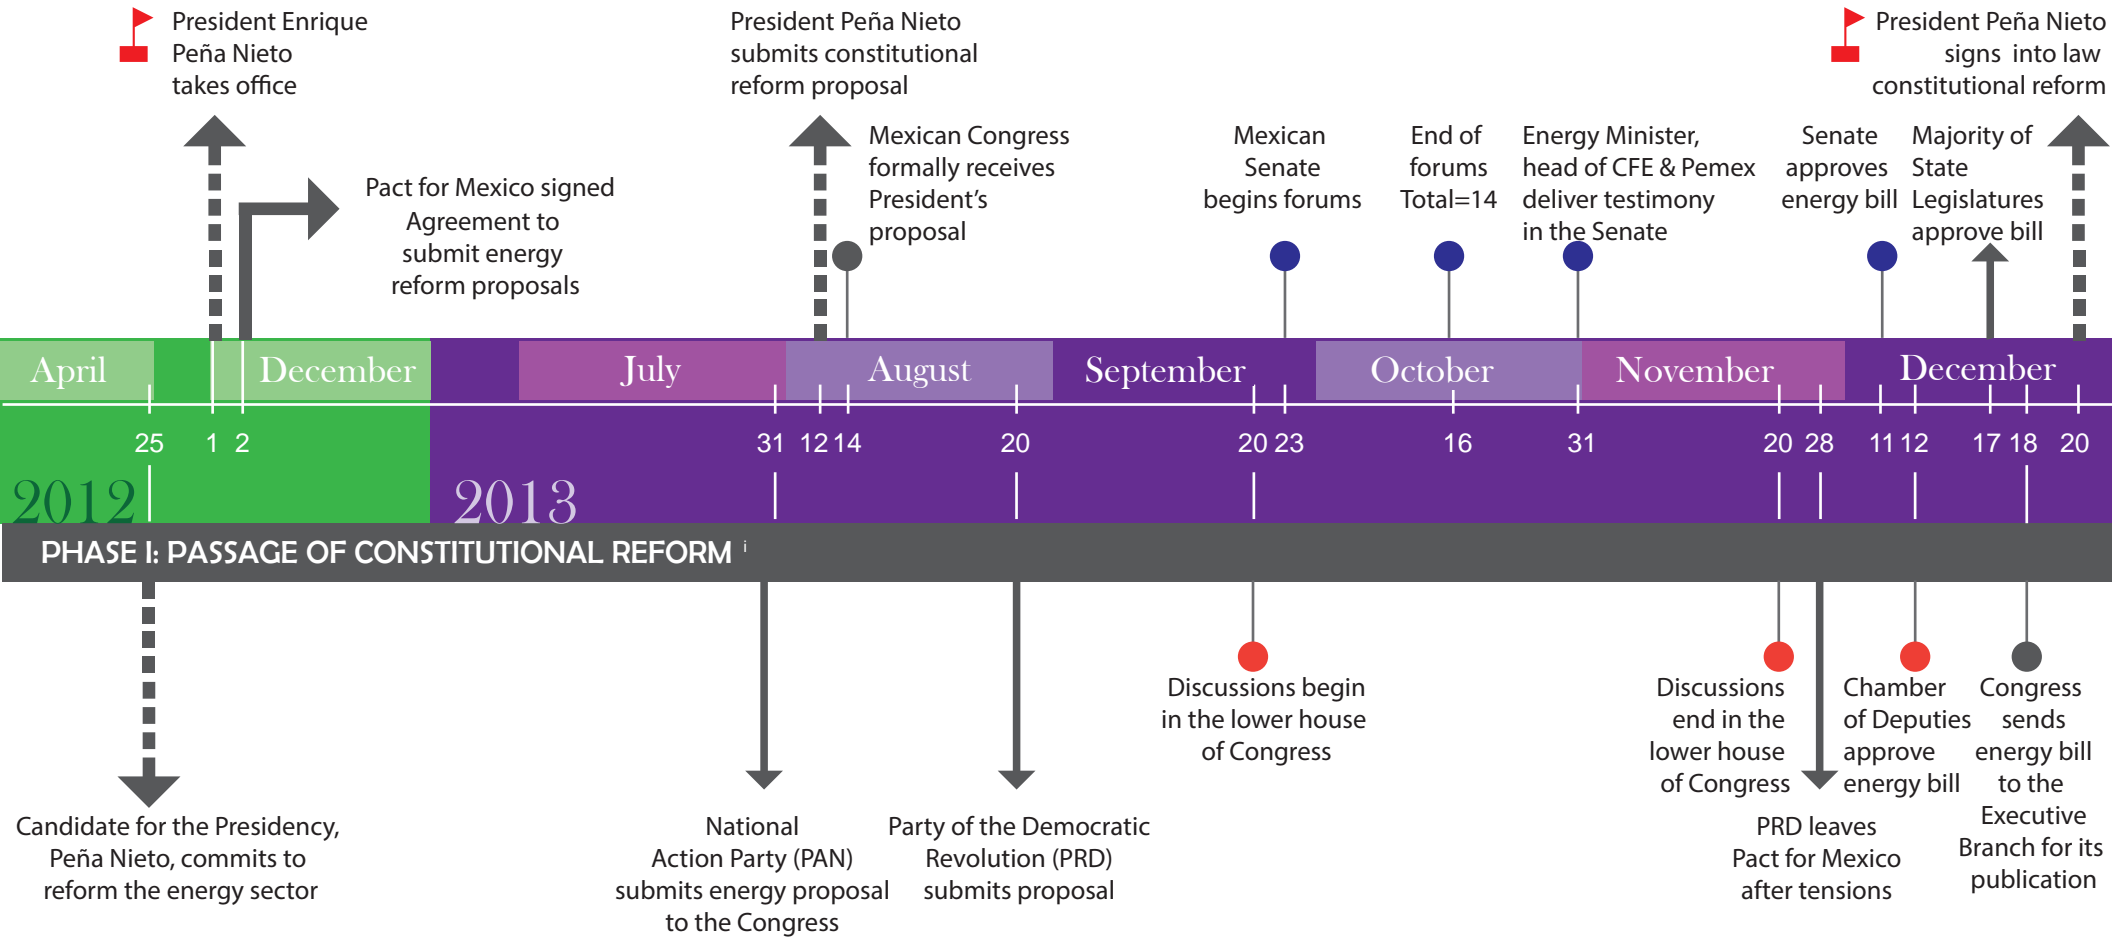 President Enrique
Peña Nieto
takes office
President Peña Nieto
submits constitutional
reform proposal
President Peña Nieto
signs into law
constitutional reform
Pact for Mexico signed
Agreement to
submit energy
reform proposals
Mexican Congress
formally receives
President's
proposal
Mexican
Senate
begins forums
End of
forums
Total=14
Energy Minister,
head of CFE & Pemex
deliver testimony
in the Senate
Senate
approves
energy bill
Majority of
State
Legislatures
approve bill
April December July August September October November December
25 1 2 31 12 14 20 20 23 16 31 20 28 11 12 17 18 20
2012 2013
PHASE I: PASSAGE OF CONSTITUTIONAL REFORM i
Candidate for the Presidency,
Peña Nieto, commits to
reform the energy sector
National
Action Party (PAN)
submits energy proposal
to the Congress
Party of the Democratic
Revolution (PRD)
submits proposal
Discussions begin
in the lower house
of Congress
Discussions
end in the
lower house
of Congress
PRD leaves
Pact for Mexico
after tensions
Chamber
of Deputies
approve
energy bill
Congress
sends
energy bill
to the
Executive
Branch for its
publication